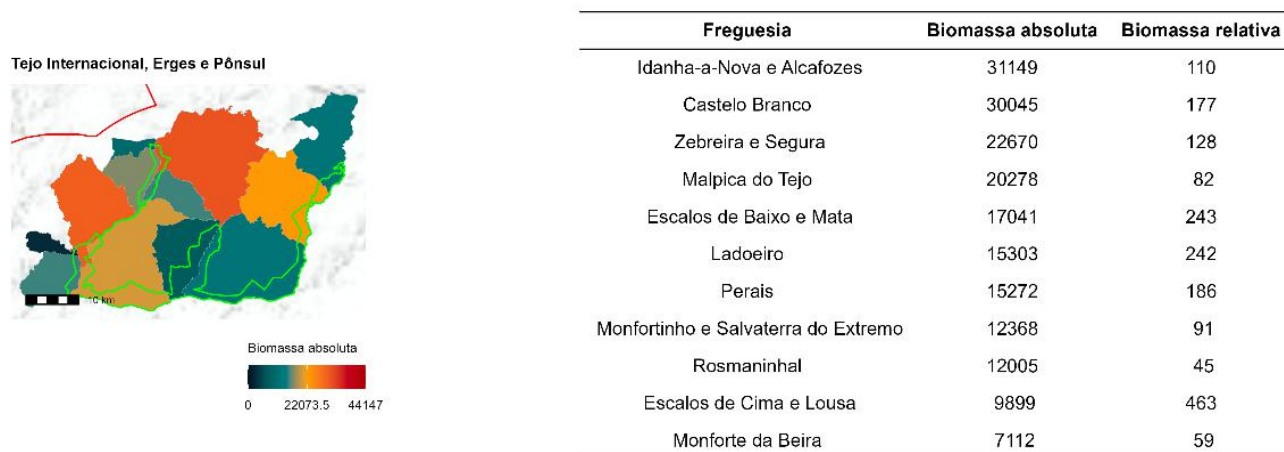 Tejo Internacional, Erges e Pônsul
10 km
Biomassa absoluta
0 22073.5 44147
Freguesia Biomassa absoluta Biomassa relativa
Idanha-a-Nova e Alcafozes 31149 110
Castelo Branco 30045 177
Zebreira e Segura 22670 128
Malpica do Tejo 20278 82
Escalos de Baixo e Mata 17041 243
Ladoeiro 15303 242
Perais 15272 186
Monfortinho e Salvaterra do Extremo 12368 91
Rosmaninhal 12005 45
Escalos de Cima e Lousa 9899 463
Monforte da Beira 7112 59